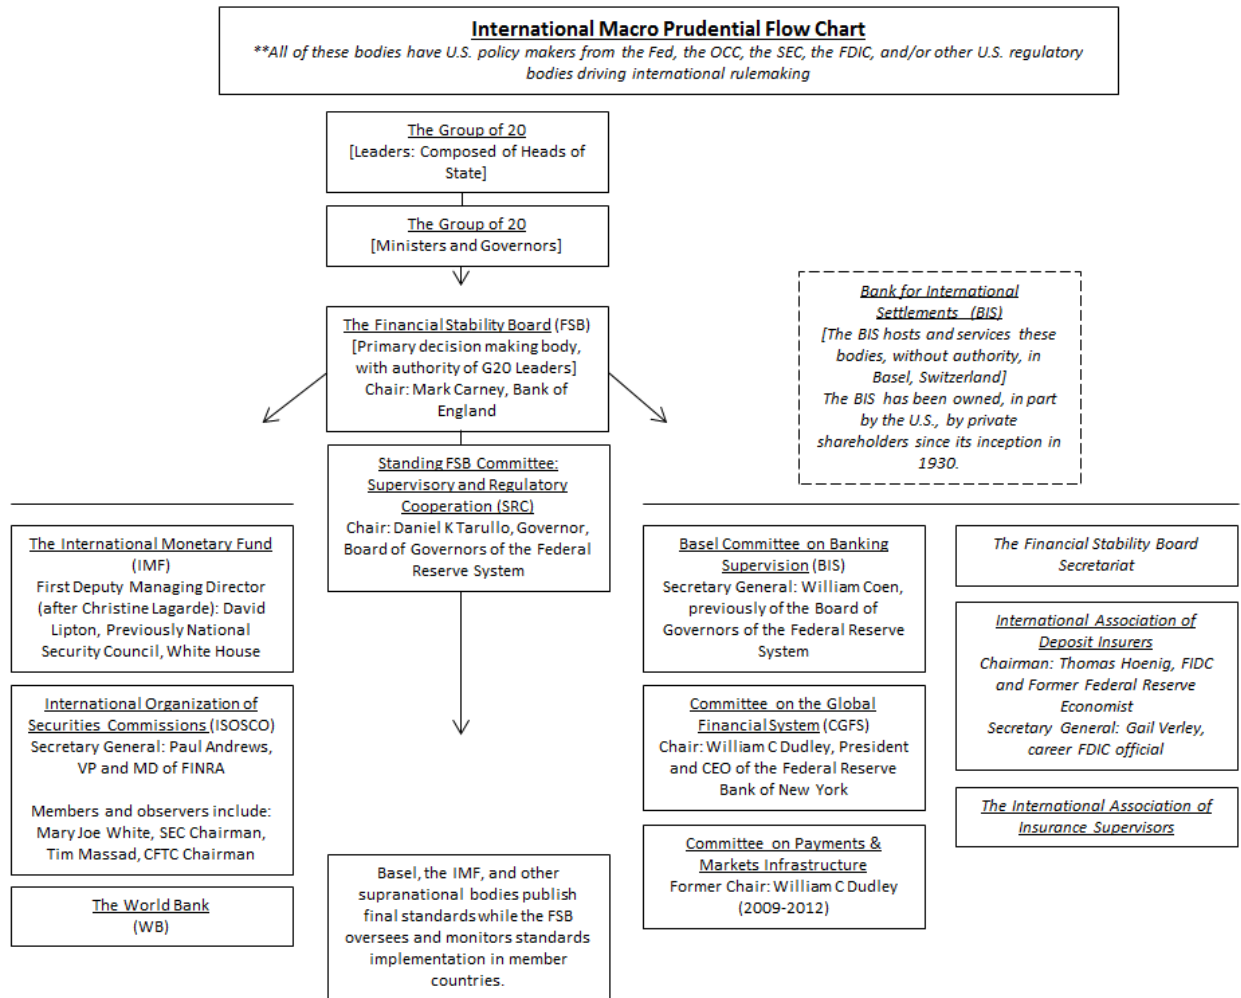 International Macro Prudential Flow Chart
**All of these bodies have U.S. policy makers from the Fed, the OCC, the SEC, the FDIC, and/or other U.S. regulatory
bodies driving international rulemaking
The Group of 20
[Leaders: Composed of Heads of
State]
The Group of 20
[Ministers and Governors]
The Financial Stability Board (FSB)
[Primary decision making body,
with authority of G20 Leaders]
Chair: Mark Carney, Bank of
England
Bank for International
Settlements (BIS)
[The BIS hosts and services these
bodies, without authority, in
Basel, Switzerland]
The BIS has been owned, in part
by the U.S., by private
shareholders since its inception in
1930.
Standing FSB Committee:
Supervisory and Regulatory
Cooperation (SRC)
Chair: Daniel K Tarullo, Governor,
Board of Governors of the Federal
Reserve System
The International Monetary Fund
(IMF)
First Deputy Managing Director
(after Christine Lagarde): David
Lipton, Previously National
Security Council, White House
International Organization of
Securities Commissions (ISOSCO)
Secretary General: Paul Andrews,
VP and MD of FINRA
Members and observers include:
Mary Joe White, SEC Chairman,
Tim Massad, CFTC Chairman
The World Bank
(WB)
Basel, the IMF, and other
supranational bodies publish
final standards while the FSB
oversees and monitors standards
implementation in member
countries.
Basel Committee on Banking
Supervision (BIS)
Secretary General: William Coen,
previously of the Board of
Governors of the Federal Reserve
System
Committee on the Global
Financial System (CGFS)
Chair: William C Dudley, President
and CEO of the Federal Reserve
Bank of New York
Committee on Payments &
Markets Infrastructure
Former Chair: William C Dudley
(2009-2012)
The Financial Stability Board
Secretariat
International Association of
Deposit Insurers
Chairman: Thomas Hoenig, FIDC
and Former Federal Reserve
Economist
Secretary General: Gail Verley,
career FDIC official
The International Association of
Insurance Supervisors